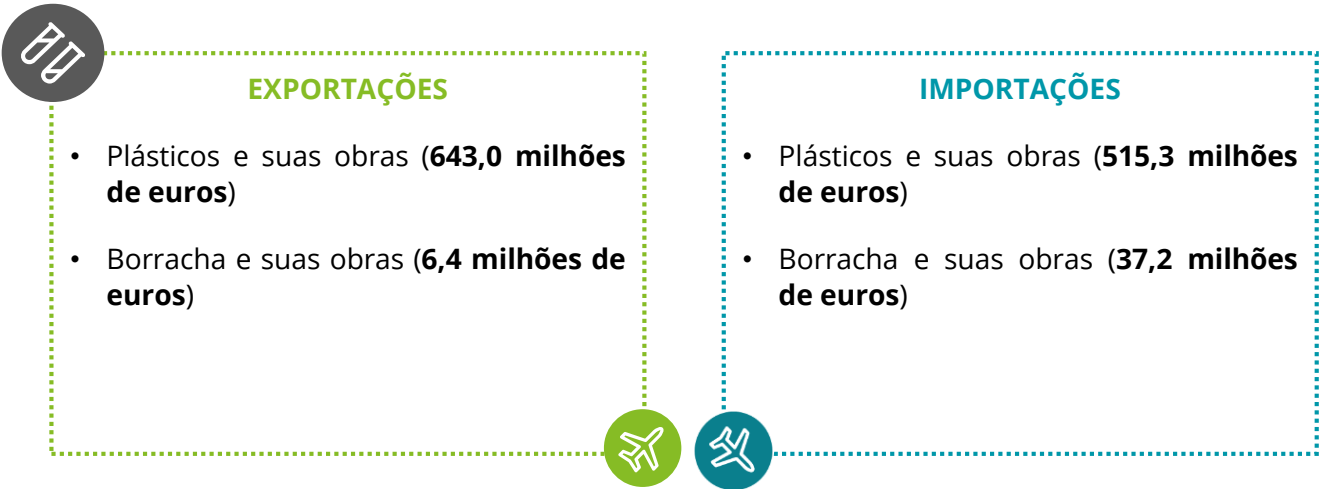 EXPORTAÇÕES
• Plásticos e suas obras (643,0 milhões
de euros)
• Borracha e suas obras (6,4 milhões de
euros)
IMPORTAÇÕES
• Plásticos e suas obras (515,3 milhões
de euros)
• Borracha e suas obras (37,2 milhões
de euros)